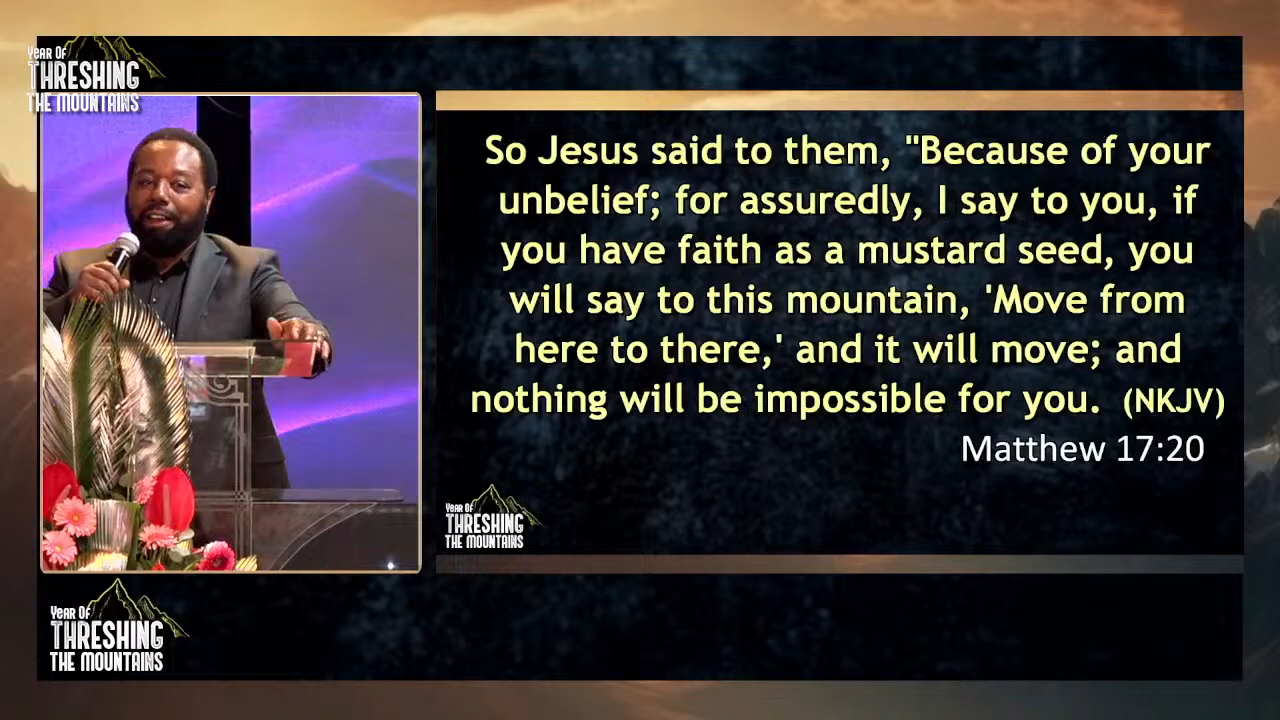 Year Of
THRESHING
THE MOUNTAINS
So Jesus said to them, "Because of your
unbelief; for assuredly, I say to you, if
you have faith as a mustard seed, you
will say to this mountain, 'Move from
here to there,' and it will move; and
nothing will be impossible for you. (NKJV)
Matthew 17:20
Year Of
THRESHING
THE MOUNTAINS
Year Of
THRESHING
THE MOUNTAINS